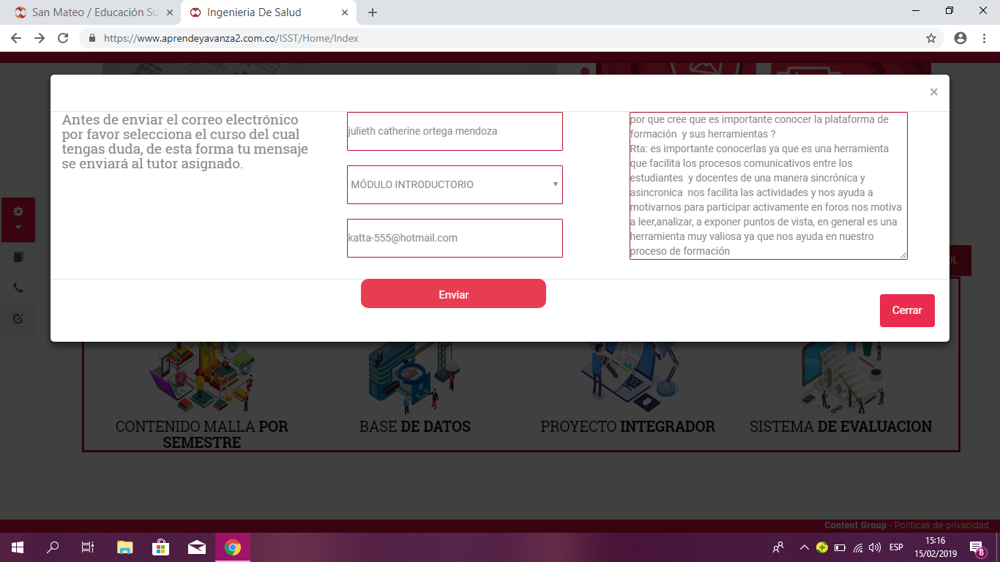 San Mateo / Educación Su
Ingenieria De Salud
https://www.aprendeyavanza2.com.co/ISST/Home/Index
×
Antes de enviar el correo electrónico
por favor selecciona el curso del cual
tengas duda, de esta forma tu mensaje
se enviará al tutor asignado.
julieth catherine ortega mendoza
MÓDULO INTRODUCTORIO
katta-555@hotmail.com
por que cree que es importante conocer la plataforma de
formación  y sus herramientas ?
Rta: es importante conocerlas ya que es una herramienta
que facilita los procesos comunicativos entre los
estudiantes  y docentes de una manera sincrónica y
asincronica  nos facilita las actividades y nos ayuda a
motivarnos para participar activamente en foros nos motiva
a leer,analizar, a exponer puntos de vista, en general es una
herramienta muy valiosa ya que nos ayuda en nuestro
proceso de formación
OL
Enviar
Cerrar
CONTENIDO MALLA POR
SEMESTRE
BASE DE DATOS
PROYECTO INTEGRADOR
SISTEMA DE EVALUACION
Content Group - Politicas de privacidad
ESP
15:16
15/02/2019
8